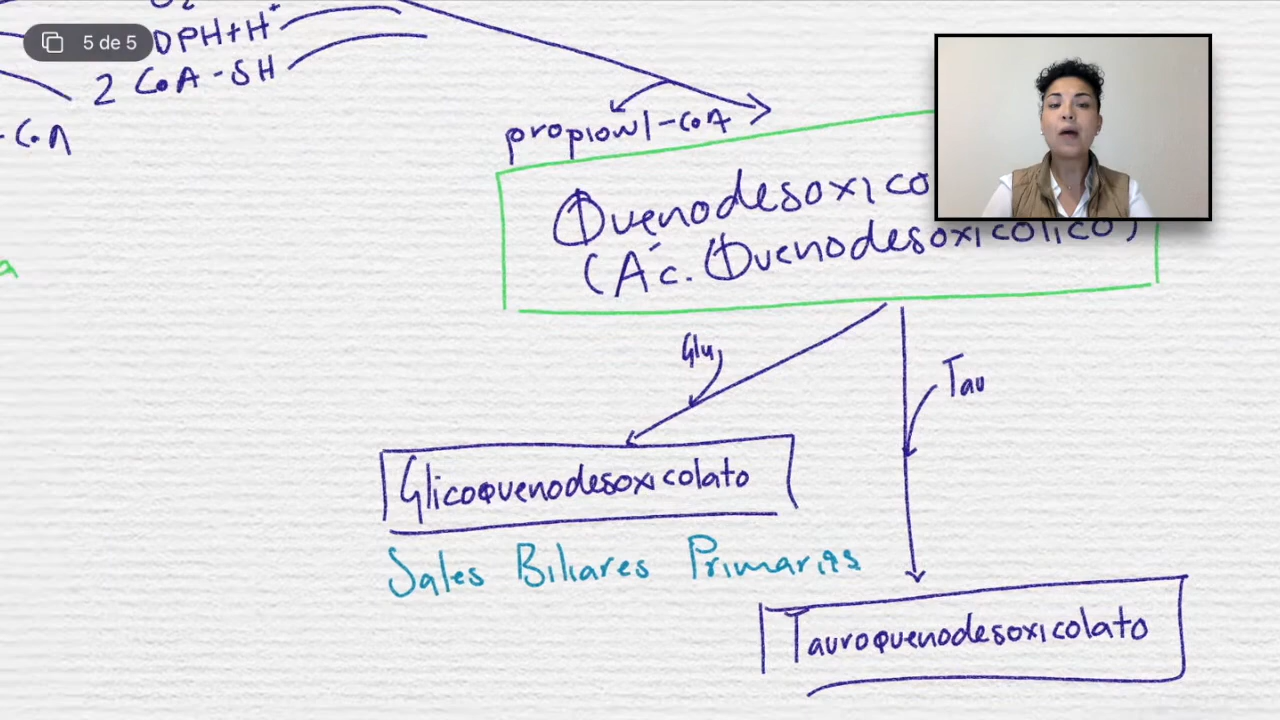 5 de 5
DPH+H+
2 CoA-SH
-CoA
propionil-CoA
Quenodesoxico
(Ác. Quenodesoxicólico)
Glu
Tau
Glicoquenodesoxicolato
Sales Biliares Primarias
Tauroquenodesoxicolato